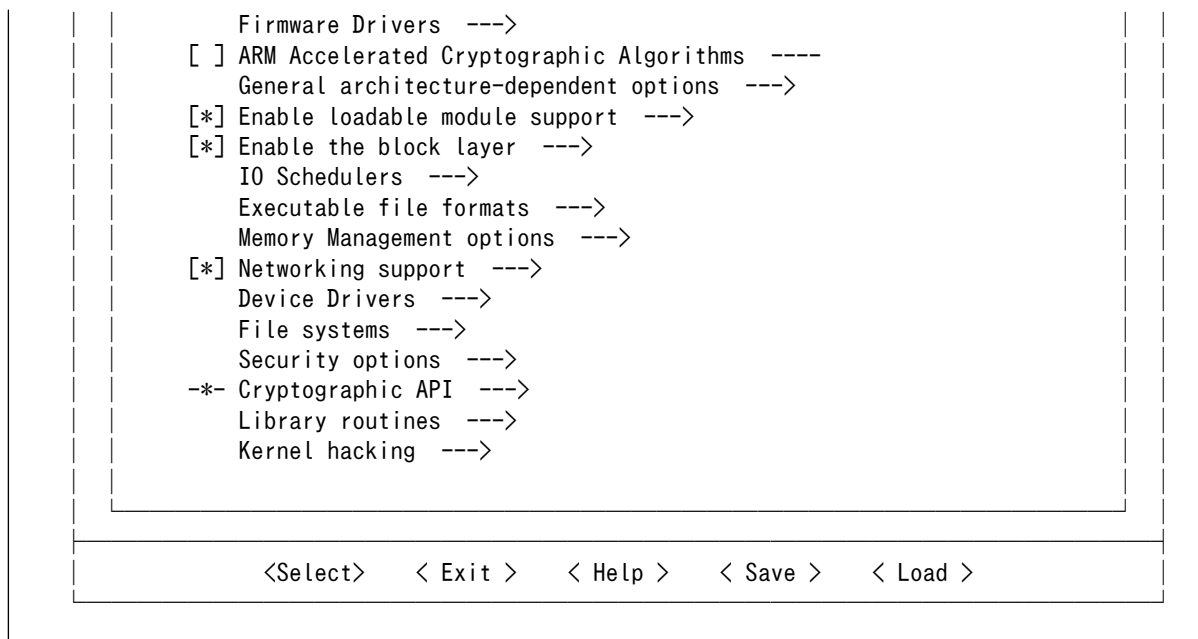 Firmware Drivers  --->
[ ] ARM Accelerated Cryptographic Algorithms  ----
General architecture-dependent options  --->
[*] Enable loadable module support  --->
[*] Enable the block layer  --->
IO Schedulers  --->
Executable file formats  --->
Memory Management options  --->
[*] Networking support  --->
Device Drivers  --->
File systems  --->
Security options  --->
-*- Cryptographic API  --->
Library routines  --->
Kernel hacking  --->
<Select>    < Exit >    < Help >    < Save >    < Load >